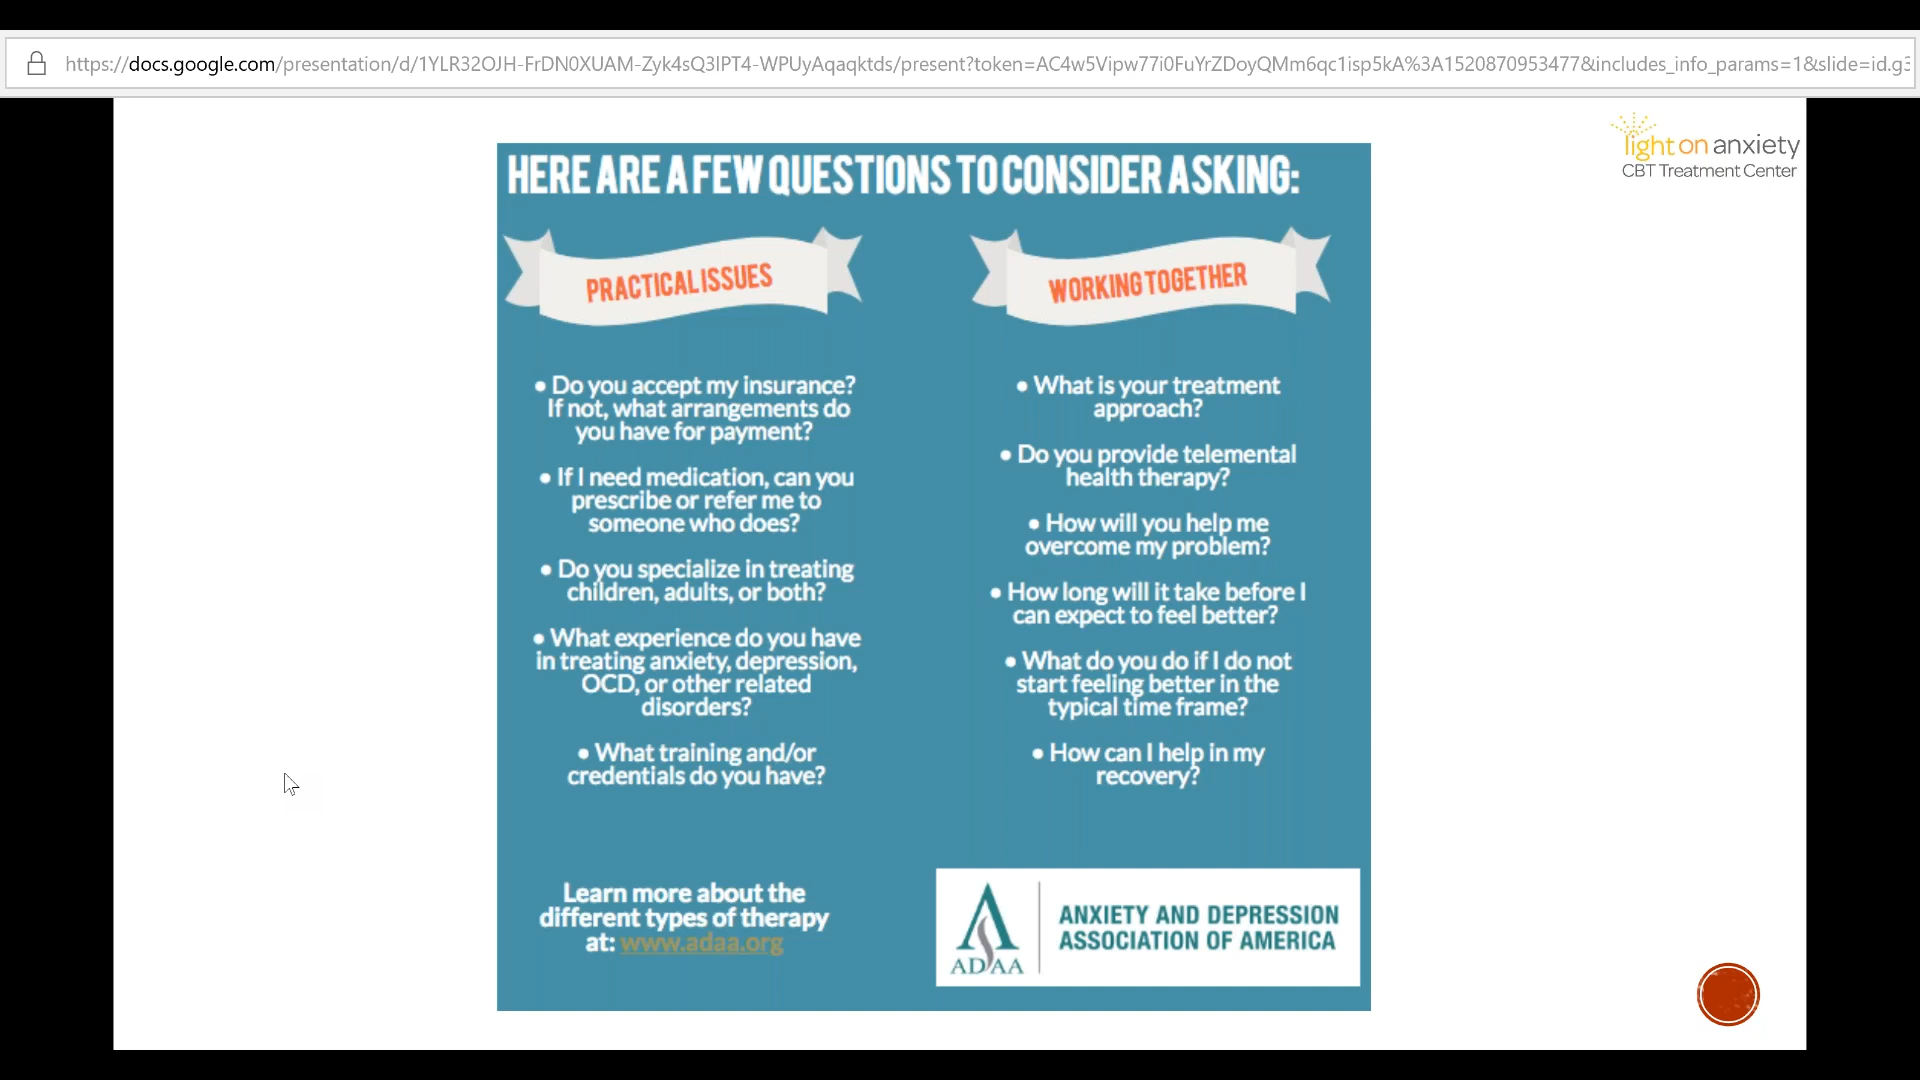 https://docs.google.com/presentation/d/1YLR32OJH-FrDN0XUAM-Zyk4sQ3lPT4-WPUyAqaqktds/present?token=AC4w5Vipw77i0FuYrZDoyQMm6qc1isp5kA%3A1520870953477&includes_info_params=1&slide=id.g3
light on anxiety
CBT Treatment Center
HERE ARE A FEW QUESTIONS TO CONSIDER ASKING:
PRACTICAL ISSUES
• Do you accept my insurance?
If not, what arrangements do
you have for payment?
• If I need medication, can you
prescribe or refer me to
someone who does?
• Do you specialize in treating
children, adults, or both?
• What experience do you have
in treating anxiety, depression,
OCD, or other related
disorders?
• What training and/or
credentials do you have?
WORKING TOGETHER
• What is your treatment
approach?
• Do you provide telemental
health therapy?
• How will you help me
overcome my problem?
• How long will it take before I
can expect to feel better?
• What do you do if I do not
start feeling better in the
typical time frame?
• How can I help in my
recovery?
Learn more about the
different types of therapy
at: www.adaa.org
ADAA
ANXIETY AND DEPRESSION
ASSOCIATION OF AMERICA